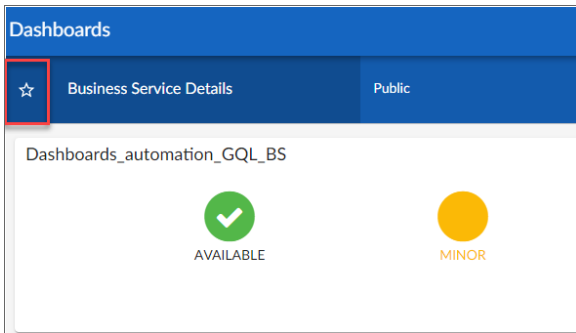 Dashboards
Business Service Details Public
Dashboards_automation_GQL_BS
AVAILABLE MINOR